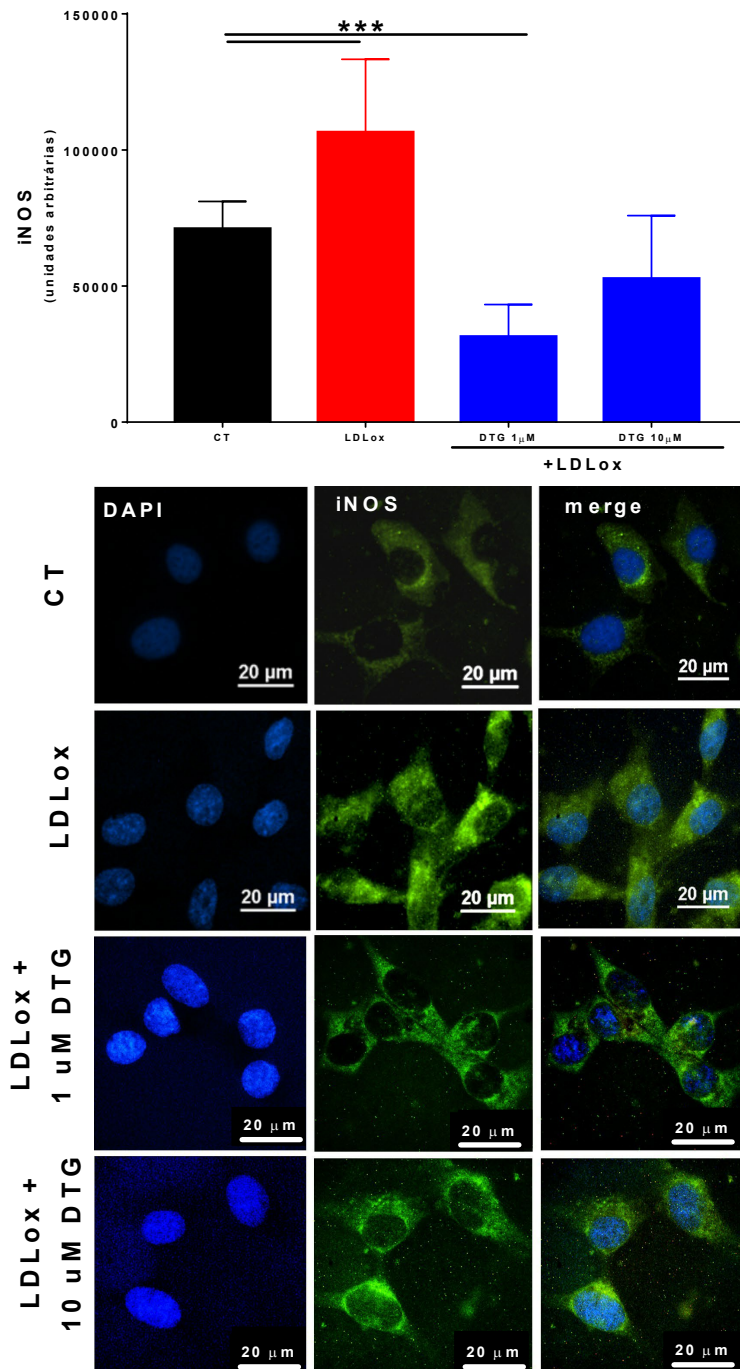 150000
***
100000
50000
0
iNOS
(unidades arbitrárias)
CT
LDLox
DTG 1µM
DTG 10µM
+LDLox
DAPI
iNOS
merge
CT
20 µm
20 µm
20 µm
LDLox
20 µm
20 µm
20 µm
LDLox +
1 uM DTG
20 µm
20 µm
20 µm
LDLox +
10 uM DTG
20 µm
20 µm
20 µm